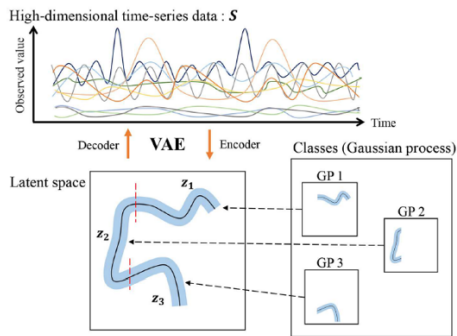 High-dimensional time-series data : S
Observed value
Time
Decoder
VAE
Encoder
Classes (Gaussian process)
Latent space
z₁
z₂
z₃
GP 1
GP 2
GP 3